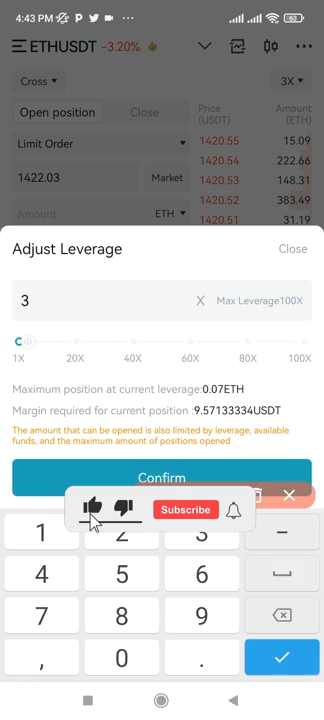 4:43 PM
63
ETHUSDT -3.20%
Cross
3X
Open position Close
Price
(USDT)
Amount
(ETH)
Limit Order
1420.55 15.09
1420.54 222.66
1422.03 Market
1420.53 148.31
1420.52 383.49
Amount ETH
1420.51 31.19
Adjust Leverage Close
3 X Max Leverage100X
1X 20X 40X 60X 80X 100X
Maximum position at current leverage:0.07ETH
Margin required for current position :9.57133334USDT
The amount that can be opened is also limited by leverage, available
funds, and the maximum amount of positions opened
Confirm
Subscribe
1 2 3 –
4 5 6
7 8 9
, 0 .